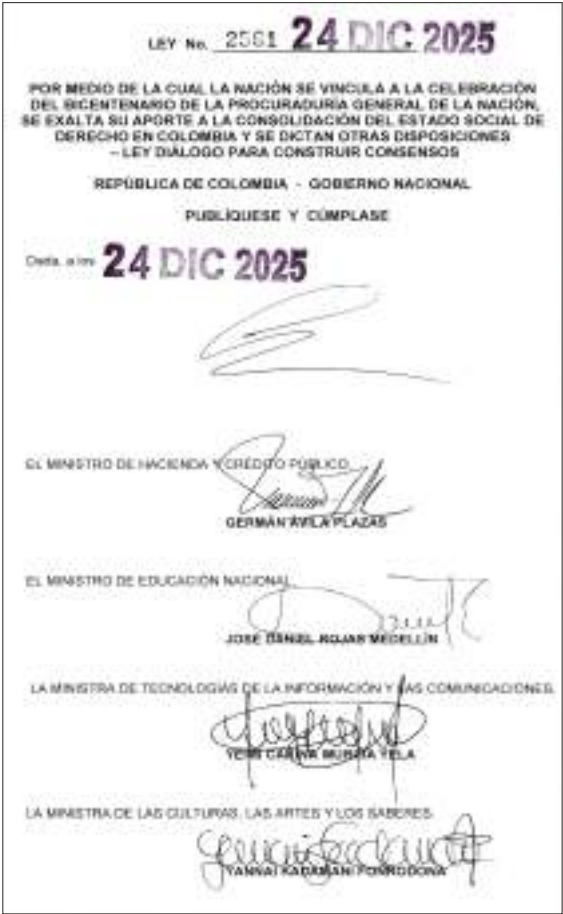 LEY No. 2561 24 DIC 2025
POR MEDIO DE LA CUAL LA NACIÓN SE VINCULA A LA CELEBRACIÓN
DEL BICENTENARIO DE LA PROCURADURÍA GENERAL DE LA NACIÓN,
SE EXALTA SU APORTE A LA CONSOLIDACIÓN DEL ESTADO SOCIAL DE
DERECHO EN COLOMBIA Y SE DICTAN OTRAS DISPOSICIONES
– LEY DIÁLOGO PARA CONSTRUIR CONSENSOS
REPÚBLICA DE COLOMBIA - GOBIERNO NACIONAL
PUBLÍQUESE Y CÚMPLASE
Dada, a los 24 DIC 2025
EL MINISTRO DE HACIENDA Y CRÉDITO PÚBLICO,
GERMÁN ÁVILA PLAZAS
EL MINISTRO DE EDUCACIÓN NACIONAL,
JOSÉ DANIEL ROJAS MEDELLÍN
LA MINISTRA DE TECNOLOGÍAS DE LA INFORMACIÓN Y LAS COMUNICACIONES,
YEIMI CARINA MURCIA YELA
LA MINISTRA DE LAS CULTURAS, LAS ARTES Y LOS SABERES,
YANNAI KADAMANI FONRODONA